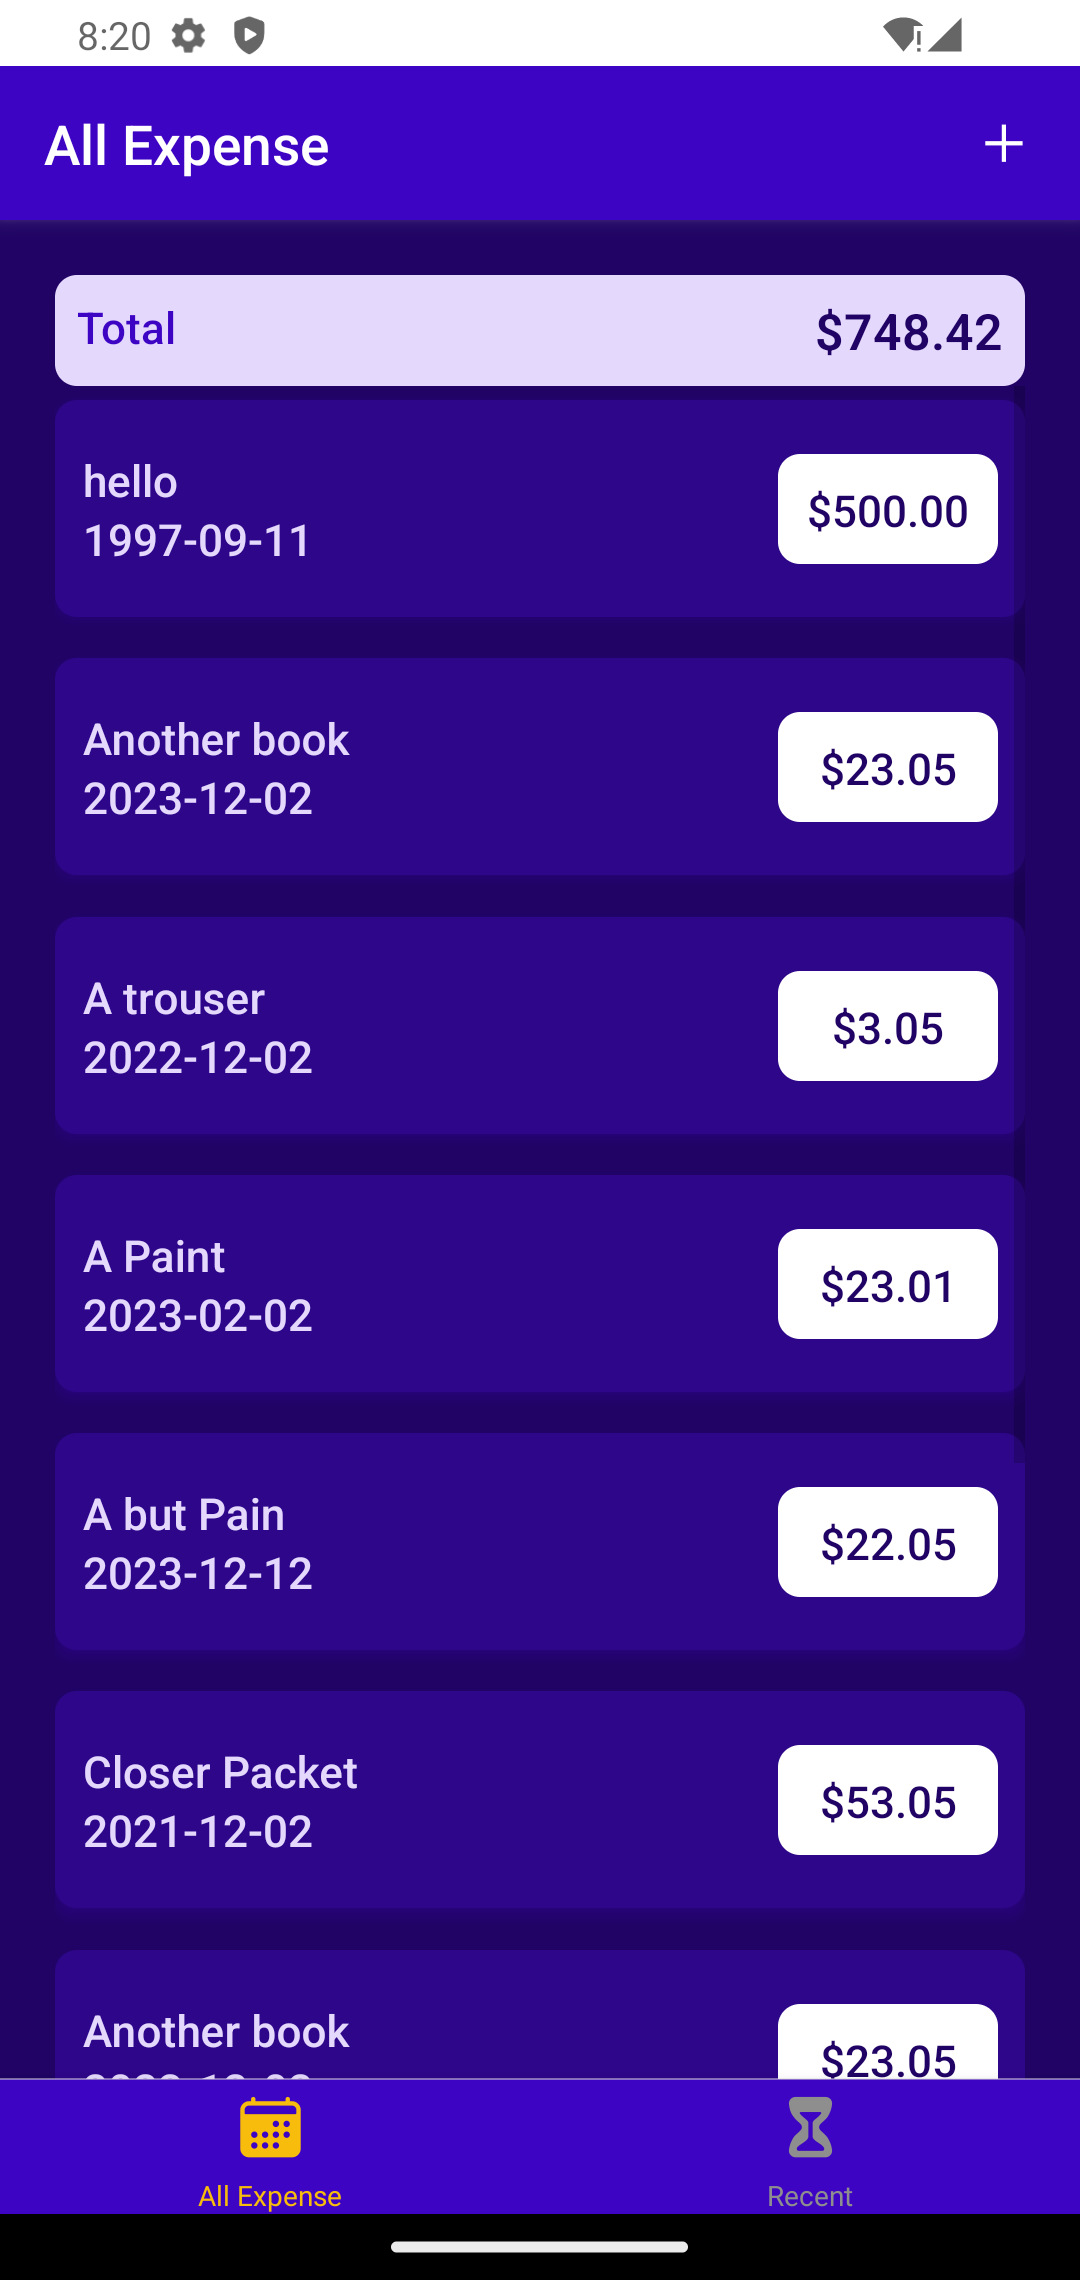 8:20
All Expense
Total $748.42
hello
1997-09-11
$500.00
Another book
2023-12-02
$23.05
A trouser
2022-12-02
$3.05
A Paint
2023-02-02
$23.01
A but Pain
2023-12-12
$22.05
Closer Packet
2021-12-02
$53.05
Another book
$23.05
All Expense
Recent